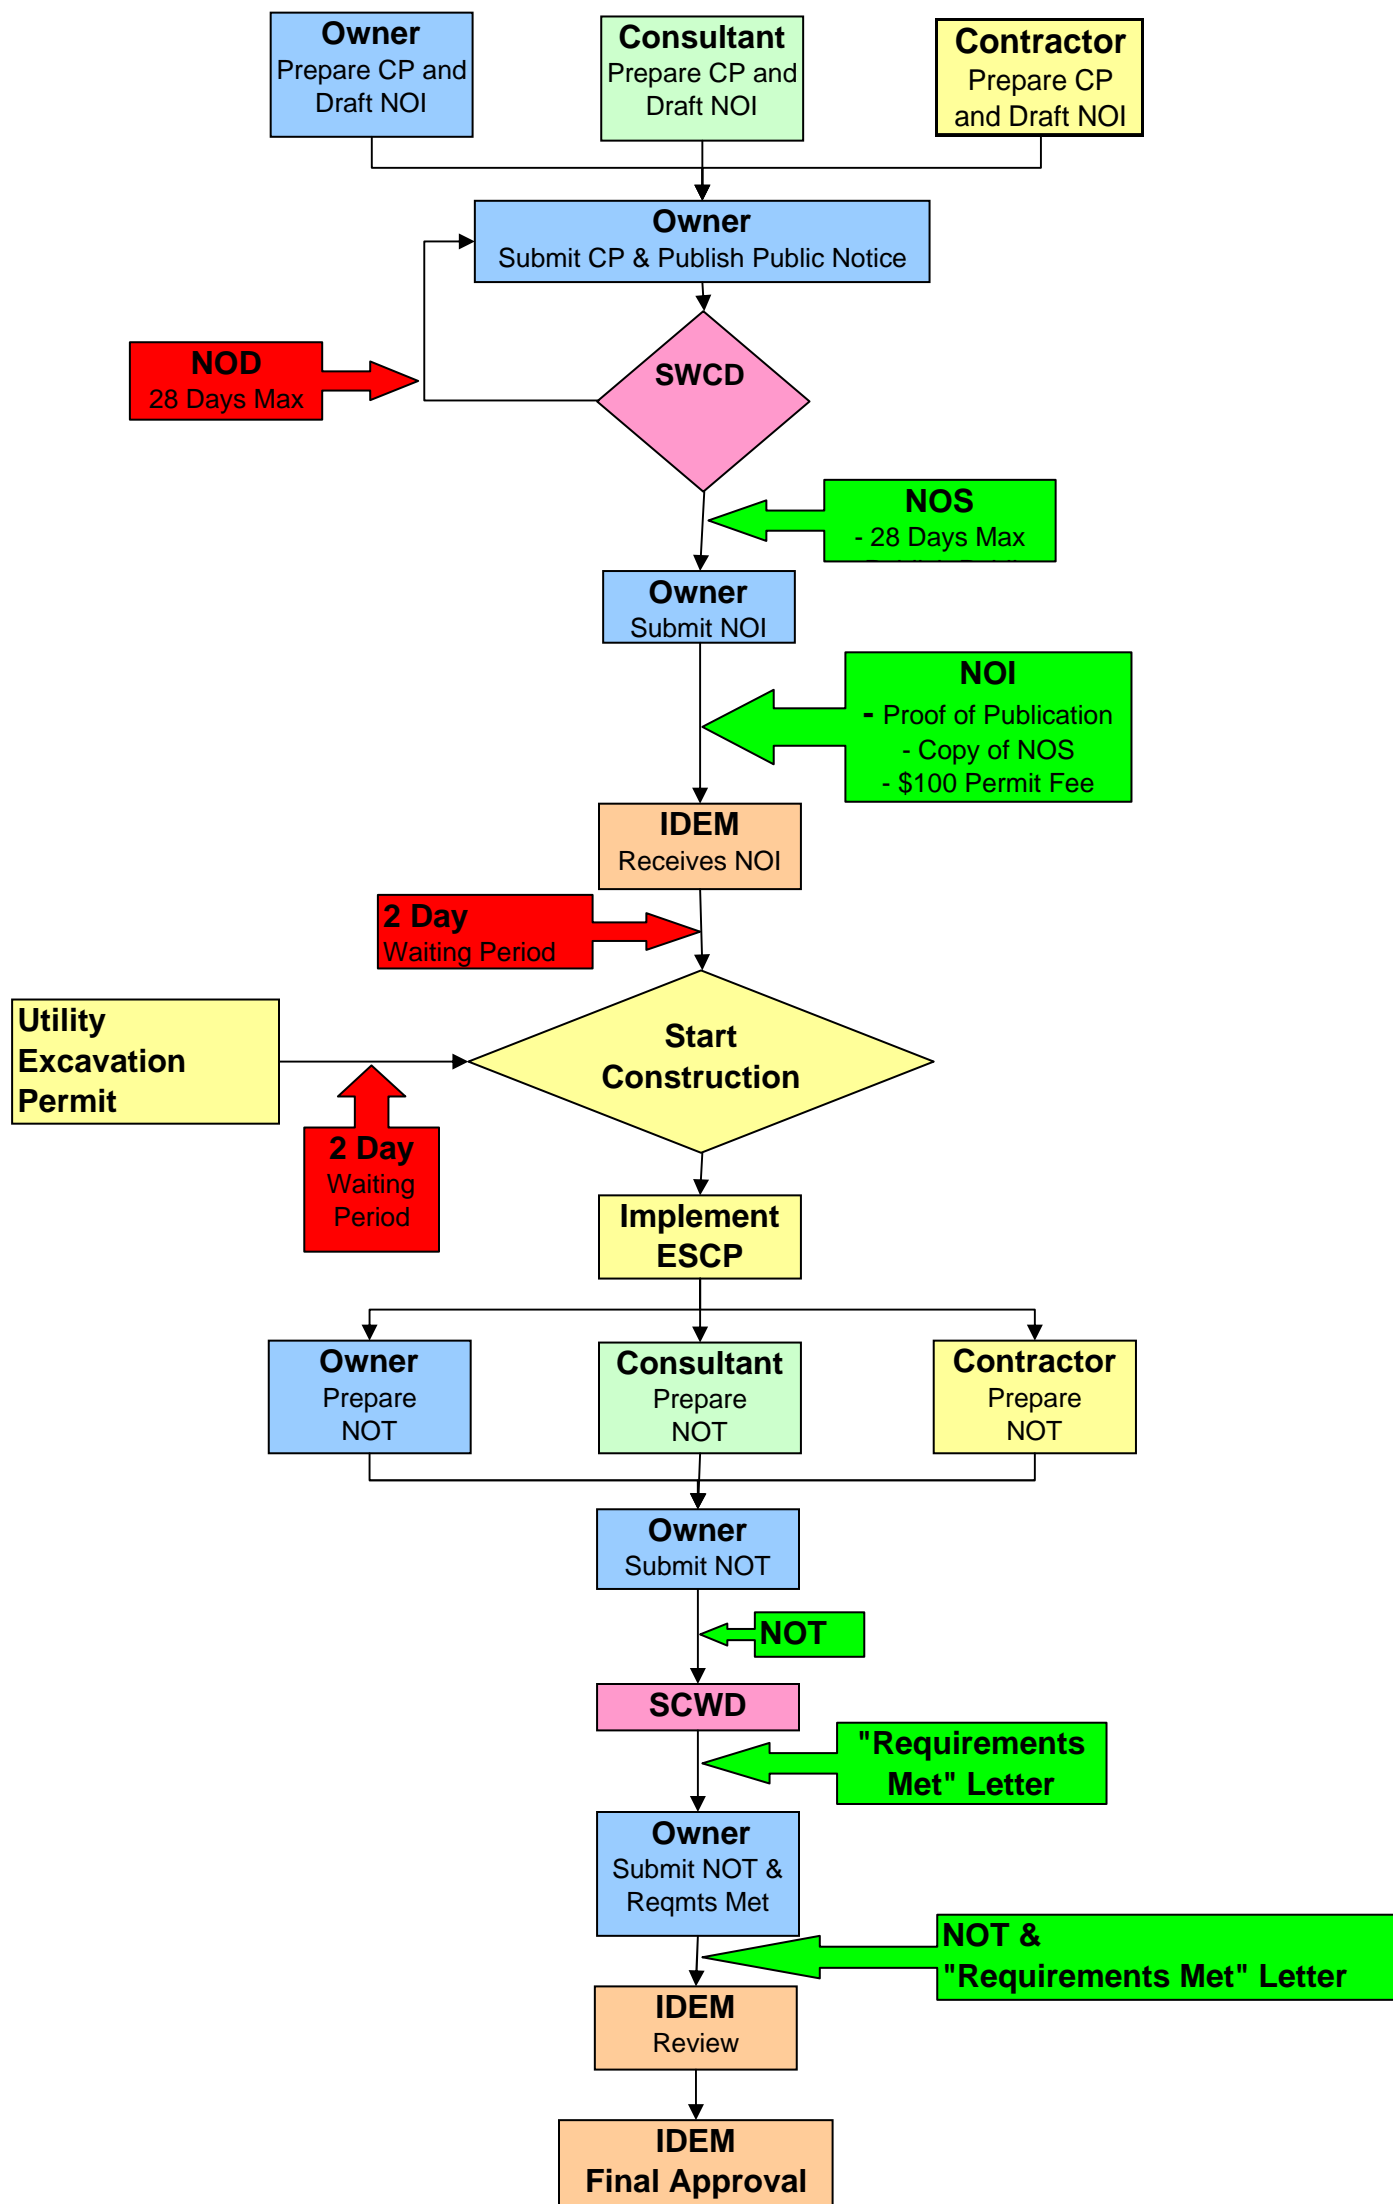 Owner
Prepare CP and
Draft NOI
Consultant
Prepare CP and
Draft NOI
Contractor
Prepare CP
and Draft NOI
Owner
Submit CP & Publish Public Notice
NOD
28 Days Max
SWCD
NOS
- 28 Days Max
Owner
Submit NOI
NOI
- Proof of Publication
- Copy of NOS
- $100 Permit Fee
IDEM
Receives NOI
2 Day
Waiting Period
Utility
Excavation
Permit
Start
Construction
2 Day
Waiting
Period
Implement
ESCP
Owner
Prepare
NOT
Consultant
Prepare
NOT
Contractor
Prepare
NOT
Owner
Submit NOT
NOT
SCWD
"Requirements
Met" Letter
Owner
Submit NOT &
Reqmts Met
NOT &
"Requirements Met" Letter
IDEM
Review
IDEM
Final Approval